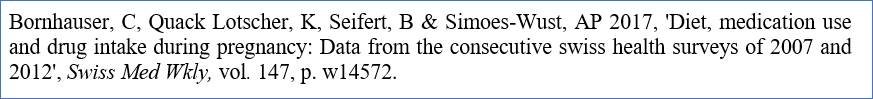 Bornhauser, C, Quack Lotscher, K, Seifert, B & Simoes-Wust, AP 2017, 'Diet, medication use
and drug intake during pregnancy: Data from the consecutive swiss health surveys of 2007 and
2012', Swiss Med Wkly, vol. 147, p. w14572.